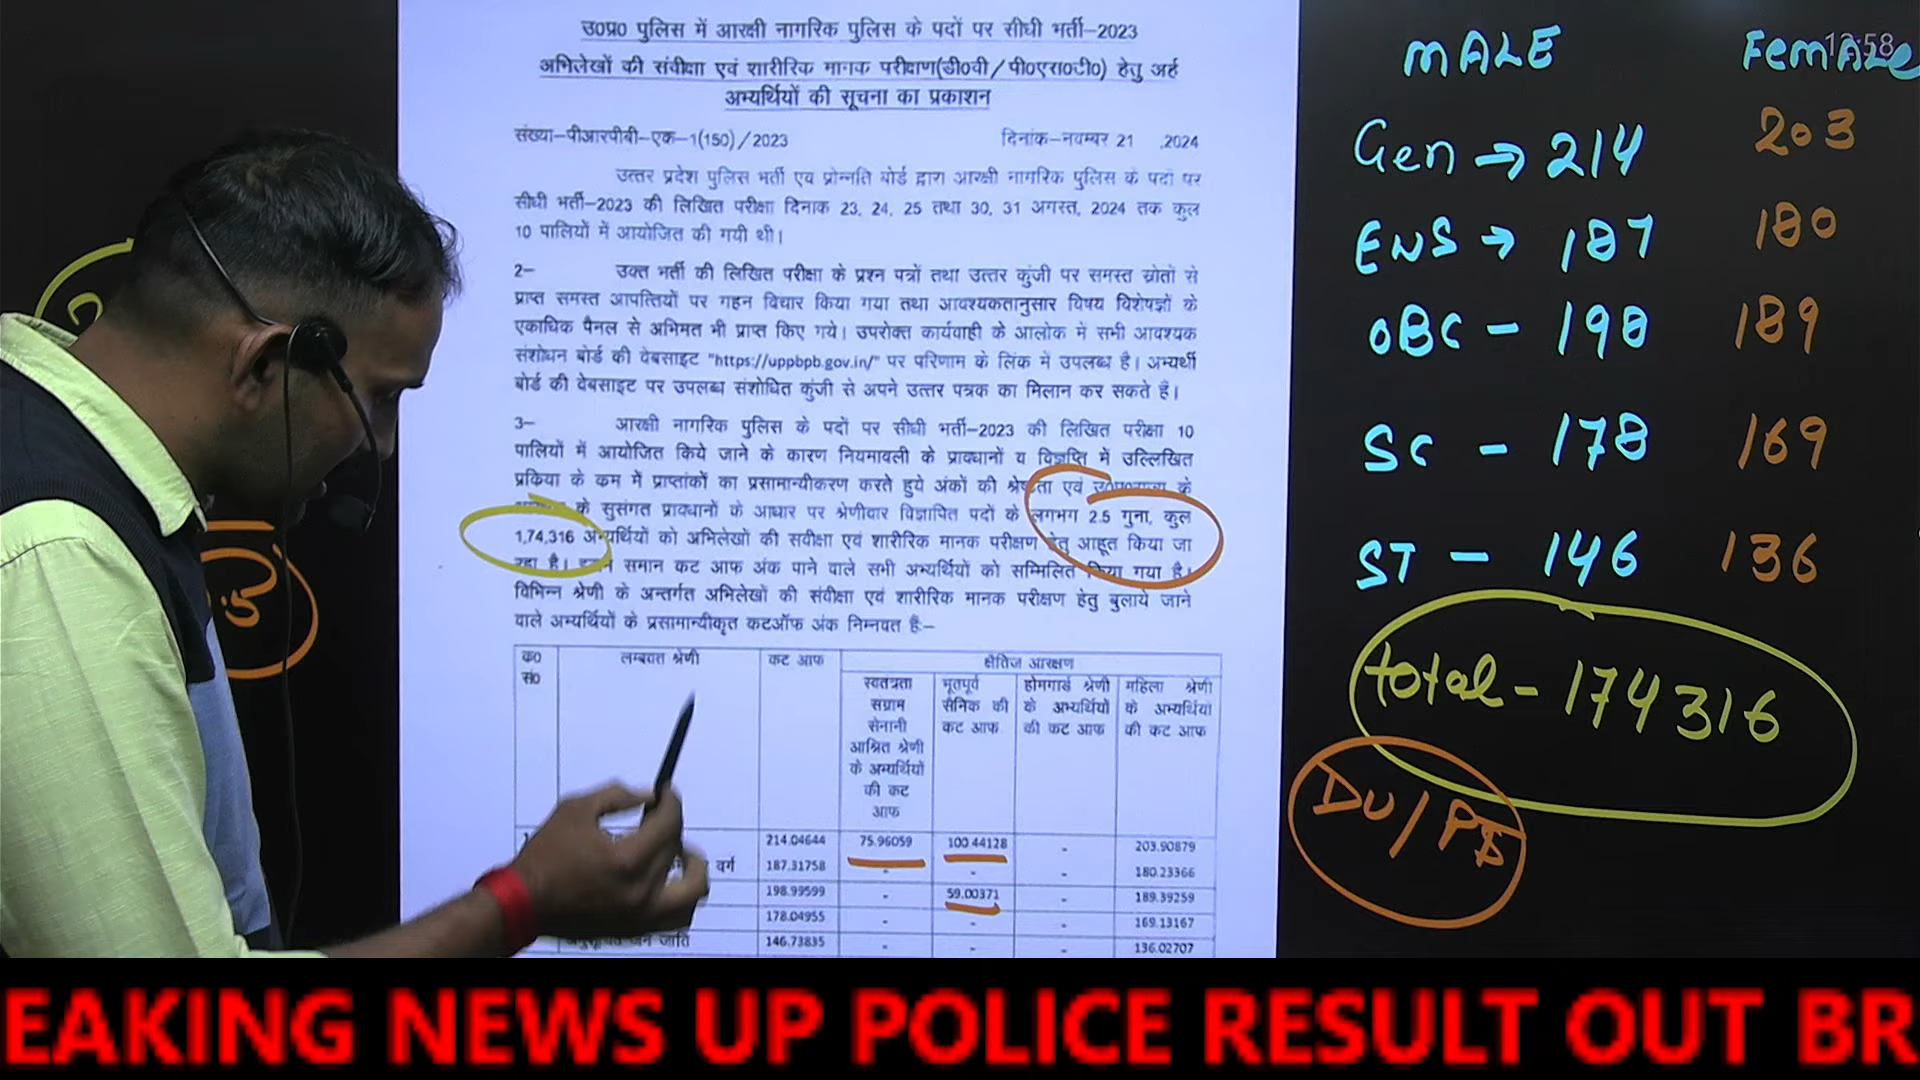 उ0प्र0 पुलिस में आरक्षी नागरिक पुलिस के पदों पर सीधी भर्ती–2023
अभिलेखों की संवीक्षा एवं शारीरिक मानक परीक्षण(डी0वी/पी0एस0टी0) हेतु अर्ह
अभ्यर्थियों की सूचना का प्रकाशन
संख्या–पीआरपीबी–एक–1(150)/2023 दिनांक–नवम्बर 21 ,2024
उत्तर प्रदेश पुलिस भर्ती एव प्रोन्नति बोर्ड द्वारा आरक्षी नागरिक पुलिस के पदों पर
सीधी भर्ती–2023 की लिखित परीक्षा दिनाक 23, 24, 25 तथा 30, 31 अगस्त, 2024 तक कुल
10 पालियों में आयोजित की गयी थी।
2– उक्त भर्ती की लिखित परीक्षा के प्रश्न पत्रों तथा उत्तर कुंजी पर समस्त स्रोतों से
प्राप्त समस्त आपत्तियों पर गहन विचार किया गया तथा आवश्यकतानुसार विषय विशेषज्ञों के
एकाधिक पैनल से अभिमत भी प्राप्त किए गये। उपरोक्त कार्यवाही के आलोक में सभी आवश्यक
संशोधन बोर्ड की वेबसाइट "https://uppbpb.gov.in/" पर परिणाम के लिंक में उपलब्ध है। अभ्यर्थी
बोर्ड की वेबसाइट पर उपलब्ध संशोधित कुंजी से अपने उत्तर पत्रक का मिलान कर सकते हैं।
3– आरक्षी नागरिक पुलिस के पदों पर सीधी भर्ती–2023 की लिखित परीक्षा 10
पालियों में आयोजित किये जाने के कारण नियमावली के प्रावधानों व विज्ञप्ति में उल्लिखित
प्रकिया के कम में प्राप्तांकों का प्रसामान्यीकरण करते हुये अंकों की श्रेष्ठता एवं के
के सुसंगत प्रावधानों के आधार पर श्रेणीवार विज्ञापित पदों के लगभग 2.5 गुना, कुल
1,74,316 अभ्यर्थियों को अभिलेखों की सवीक्षा एवं शारीरिक मानक परीक्षण हेतु आहूत किया जा
रहा है। समान कट आफ अंक पाने वाले सभी अभ्यर्थियों को सम्मिलित किया गया है।
विभिन्न श्रेणी के अन्तर्गत अभिलेखों की संवीक्षा एवं शारीरिक मानक परीक्षण हेतु बुलाये जाने
वाले अभ्यर्थियों के प्रसामान्यीकृत कटऑफ अंक निम्नवत हैः–
क0 सं0 लम्बवत श्रेणी कट आफ क्षैतिज आरक्षण
स्वतंत्रता संग्राम सेनानी आश्रित श्रेणी के अभ्यर्थियों की कट आफ
भूतपूर्व सैनिक की कट आफ
होमगार्ड श्रेणी के अभ्यर्थियों की कट आफ
महिला श्रेणी के अभ्यर्थियों की कट आफ
214.04644 75.96059 100.44128 - 203.90879
वर्ग 187.31758 - - - 180.23366
198.99599 - 59.00371 - 189.39259
178.04955 - - - 169.13167
जाति 146.73835 - - - 136.02707
MALE FemALe
12:58
Gen → 214 203
EWS → 187 180
OBC – 198 189
SC – 178 169
ST – 146 136
total – 174316
DV/PS
EAKING NEWS UP POLICE RESULT OUT BR